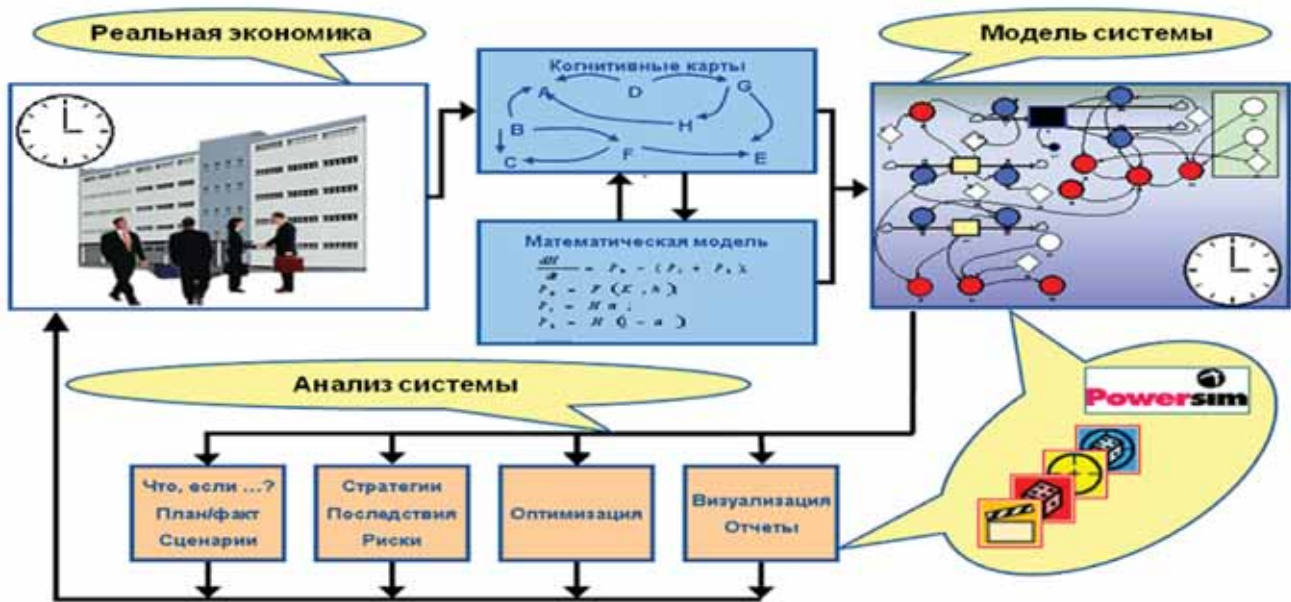 Реальная экономика
Модель системы
Когнитивные карты
A
D
G
B
H
C
F
E
Математическая модель
Анализ системы
Powersim
Что, если ...?
План/факт
Сценарии
Стратегии
Последствия
Риски
Оптимизация
Визуализация
Отчеты